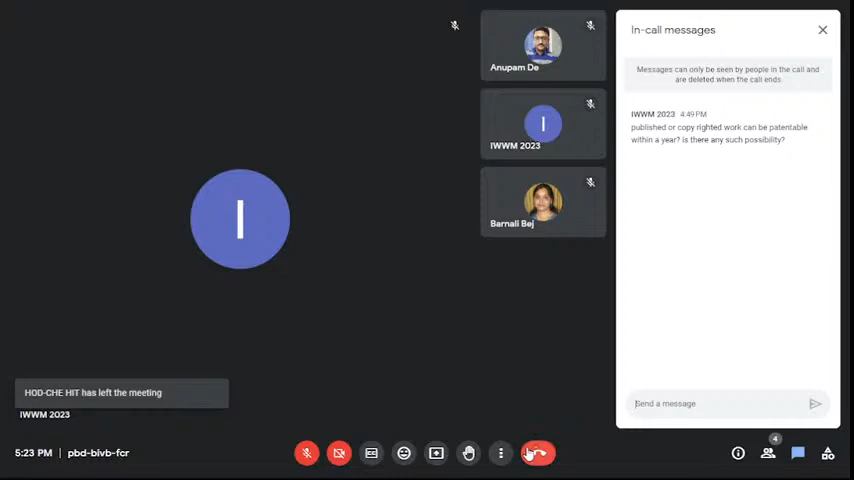 Anupam De
I
IWWM 2023
Barnali Bej
I
HOD-CHE HIT has left the meeting
IWWM 2023
5:23 PM | pbd-bivb-fcr
In-call messages
Messages can only be seen by people in the call and
are deleted when the call ends.
IWWM 2023 4:49 PM
published or copy righted work can be patentable
within a year? is there any such possibility?
Send a message
4